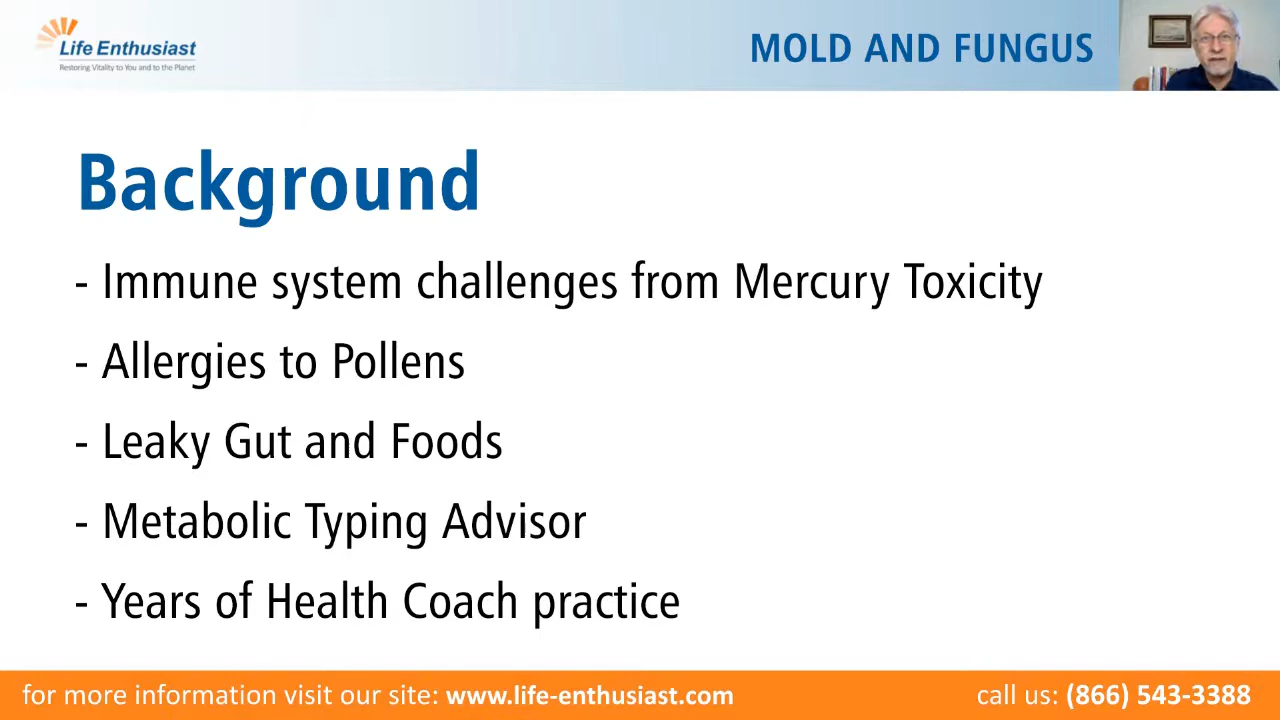 Life Enthusiast
Restoring Vitality to You and to the Planet
MOLD AND FUNGUS
Background
- Immune system challenges from Mercury Toxicity
- Allergies to Pollens
- Leaky Gut and Foods
- Metabolic Typing Advisor
- Years of Health Coach practice
for more information visit our site: www.life-enthusiast.com
call us: (866) 543-3388